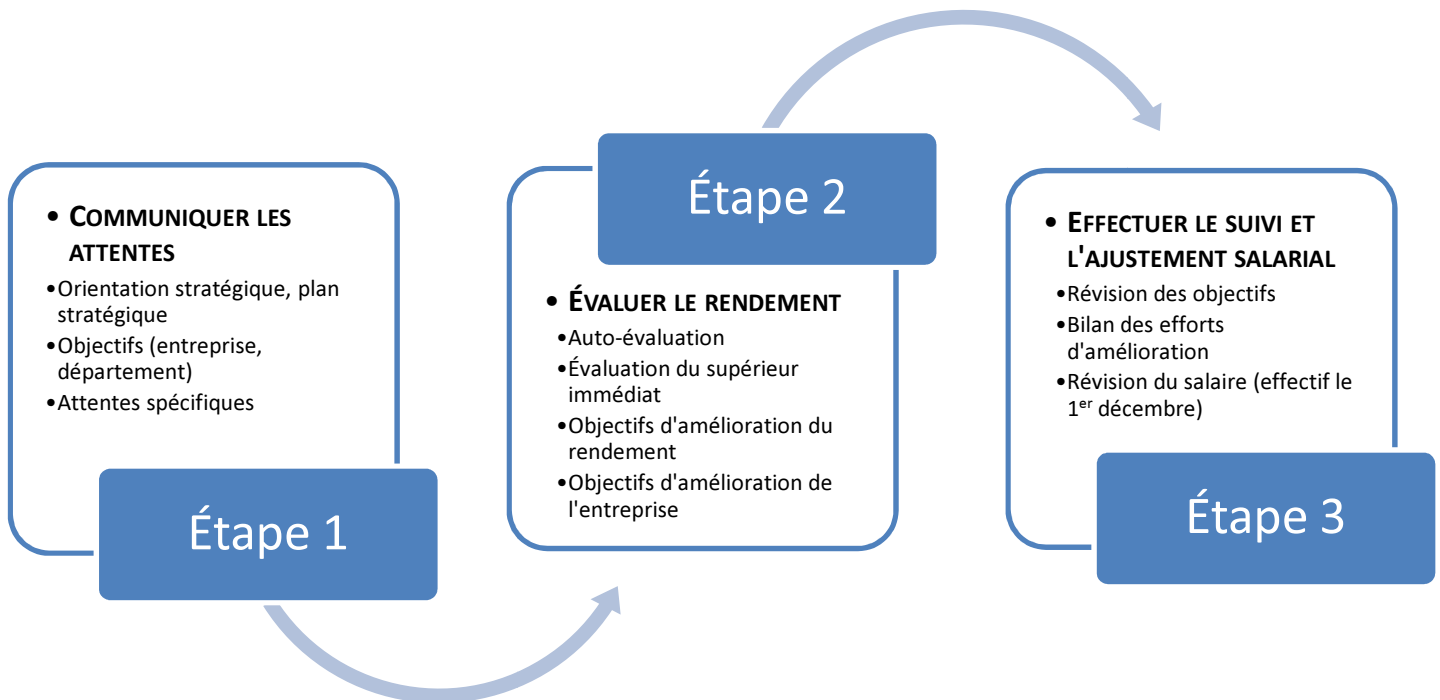 • COMMUNIQUER LES
ATTENTES
•Orientation stratégique, plan
stratégique
•Objectifs (entreprise,
département)
•Attentes spécifiques
Étape 1
Étape 2
• ÉVALUER LE RENDEMENT
•Auto-évaluation
•Évaluation du supérieur
immédiat
•Objectifs d'amélioration du
rendement
•Objectifs d'amélioration de
l'entreprise
• EFFECTUER LE SUIVI ET
L'AJUSTEMENT SALARIAL
•Révision des objectifs
•Bilan des efforts
d'amélioration
•Révision du salaire (effectif le
1er décembre)
Étape 3